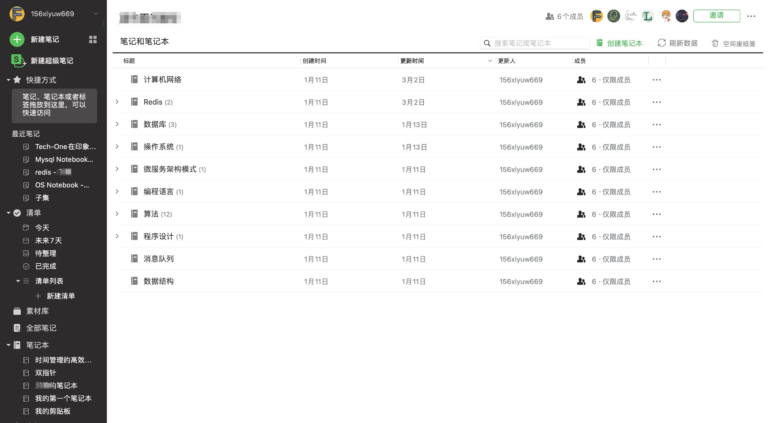 156xlyuw669
新建笔记
新建超级笔记
快捷方式
笔记、笔记本或者标
签拖放到这里，可以
快速访问
最近笔记
Tech-One在印象...
Mysql Notebook...
redis -
OS Notebook -...
子集
清单
今天
未来7天
待整理
已完成
清单列表
新建清单
素材库
全部笔记
笔记本
时间管理的高效...
双指针
的笔记本
我的第一个笔记本
我的剪贴板
6个成员 邀请
笔记和笔记本
搜索笔记或笔记本 创建笔记本 刷新数据 空间废纸篓
标题 创建时间 更新时间 更新人 成员
计算机网络 1月11日 3月2日 156xlyuw669 6 · 仅限成员
Redis (2) 1月11日 3月2日 156xlyuw669 6 · 仅限成员
数据库 (3) 1月11日 1月13日 156xlyuw669 6 · 仅限成员
操作系统 (1) 1月11日 1月13日 156xlyuw669 6 · 仅限成员
微服务架构模式 (1) 1月11日 1月11日 156xlyuw669 6 · 仅限成员
编程语言 (1) 1月11日 1月11日 156xlyuw669 6 · 仅限成员
算法 (12) 1月11日 1月11日 156xlyuw669 6 · 仅限成员
程序设计 (1) 1月11日 1月11日 156xlyuw669 6 · 仅限成员
消息队列 1月11日 1月11日 156xlyuw669 6 · 仅限成员
数据结构 1月11日 1月11日 156xlyuw669 6 · 仅限成员